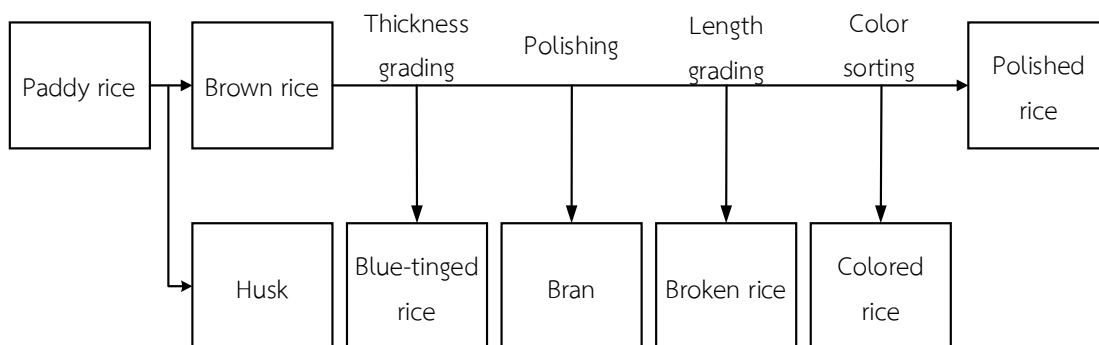 Paddy rice
Brown rice
Thickness
grading
Polishing
Length
grading
Color
sorting
Polished
rice
Husk
Blue-tinged
rice
Bran
Broken rice
Colored
rice